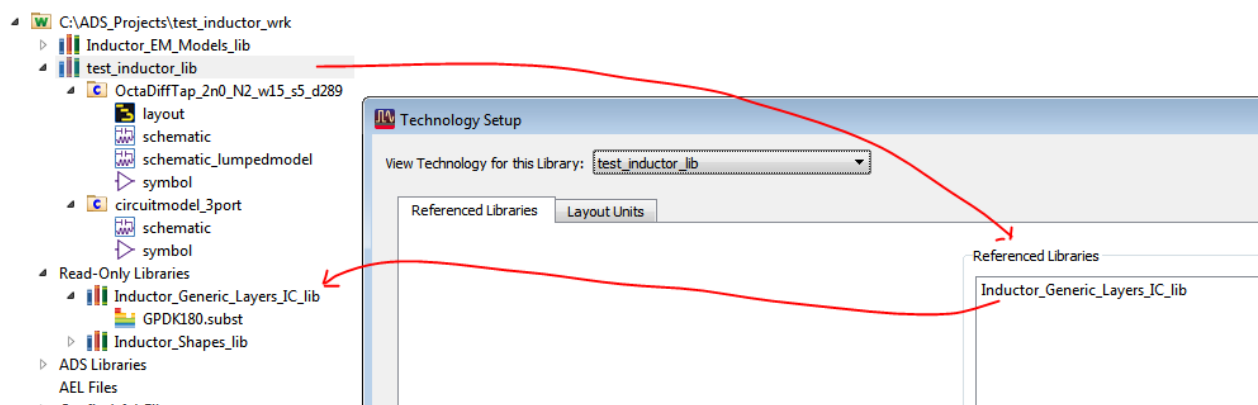 C:\ADS_Projects\test_inductor_wrk
Inductor_EM_Models_lib
test_inductor_lib
OctaDiffTap_2n0_N2_w15_s5_d289
layout
schematic
schematic_lumpedmodel
symbol
circuitmodel_3port
schematic
symbol
Read-Only Libraries
Inductor_Generic_Layers_IC_lib
GPDK180.subst
Inductor_Shapes_lib
ADS Libraries
AEL Files
Technology Setup
View Technology for this Library: test_inductor_lib
Referenced Libraries Layout Units
Referenced Libraries
Inductor_Generic_Layers_IC_lib